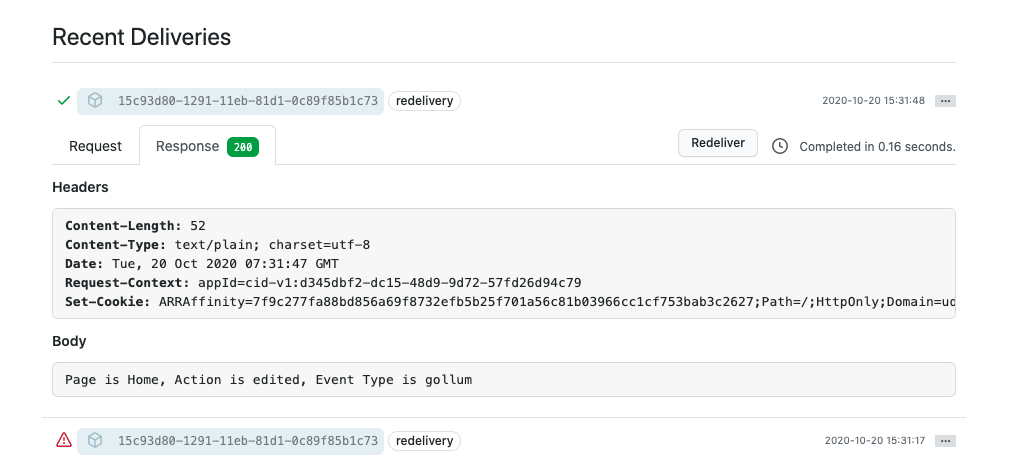 Recent Deliveries
15c93d80-1291-11eb-81d1-0c89f85b1c73 redelivery 2020-10-20 15:31:48 ...
Request Response 200 Redeliver Completed in 0.16 seconds.
Headers
Content-Length: 52
Content-Type: text/plain; charset=utf-8
Date: Tue, 20 Oct 2020 07:31:47 GMT
Request-Context: appId=cid-v1:d345dbf2-dc15-48d9-9d72-57fd26d94c79
Set-Cookie: ARRAffinity=7f9c277fa88bd856a69f8732efb5b25f701a56c81b03966cc1cf753bab3c2627;Path=/;HttpOnly;Domain=
Body
Page is Home, Action is edited, Event Type is gollum
15c93d80-1291-11eb-81d1-0c89f85b1c73 redelivery 2020-10-20 15:31:17 ...